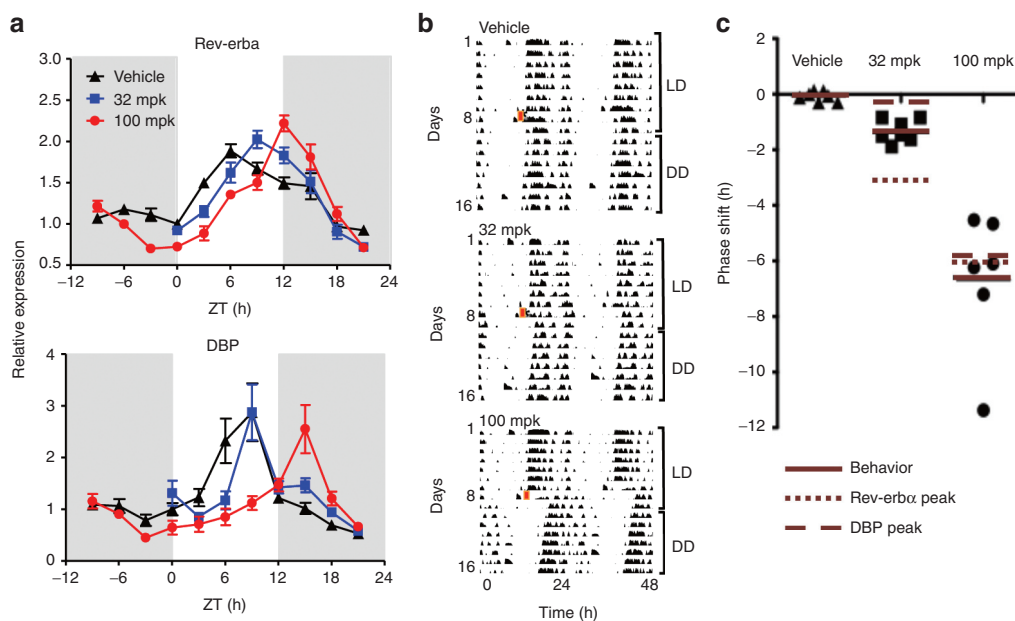 a
Rev-erba
3.0
2.5
2.0
1.5
1.0
0.5
Vehicle
32 mpk
100 mpk
−12 −6 0 6 12 18 24
ZT (h)
Relative expression
DBP
4
3
2
1
0
−12 −6 0 6 12 18 24
ZT (h)
b
Vehicle
1
8
16
Days
LD
DD
32 mpk
1
8
16
Days
LD
DD
100 mpk
1
8
16
Days
LD
DD
0 24 48
Time (h)
c
Vehicle 32 mpk 100 mpk
2
0
−2
−4
−6
−8
−10
−12
Phase shift (h)
Behavior
Rev-erbα peak
DBP peak